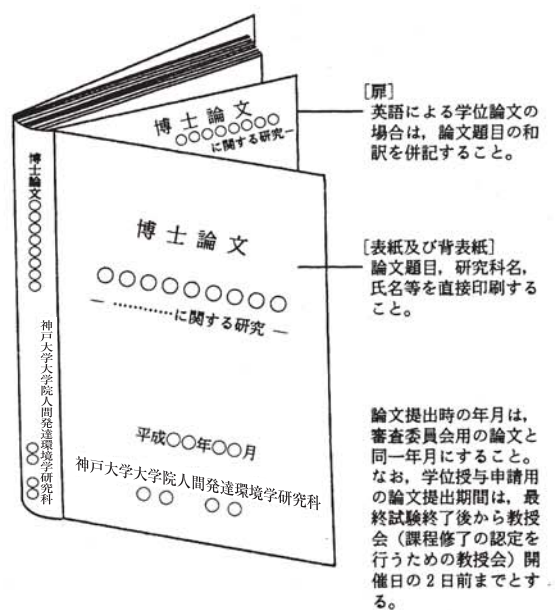 博士論文
○○○○○○○○
に関する研究―
[扉]
英語による学位論文の
場合は，論文題目の和
訳を併記すること。
博士論文○○○○○○○○○
神戸大学大学院人間発達環境学研究科
○○ ○○
博士論文
○○○○○○○○○
― …………に関する研究 ―
平成○○年○○月
神戸大学大学院人間発達環境学研究科
○○ ○○
[表紙及び背表紙]
論文題目，研究科名，
氏名等を直接印刷する
こと。
論文提出時の年月は，
審査委員会用の論文と
同一年月にすること。
なお，学位授与申請用
の論文提出期間は，最
終試験終了後から教授
会（課程修了の認定を
行うための教授会）開
催日の２日前までとす
る。